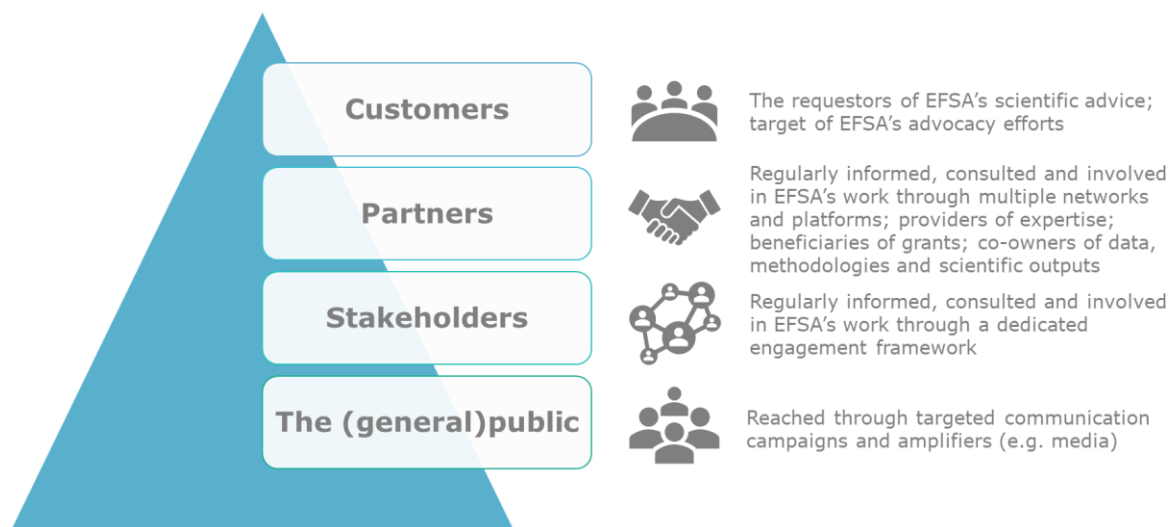 Customers
The requestors of EFSA's scientific advice;
target of EFSA's advocacy efforts
Partners
Regularly informed, consulted and involved
in EFSA's work through multiple networks
and platforms; providers of expertise;
beneficiaries of grants; co-owners of data,
methodologies and scientific outputs
Stakeholders
Regularly informed, consulted and involved
in EFSA's work through a dedicated
engagement framework
The (general)public
Reached through targeted communication
campaigns and amplifiers (e.g. media)